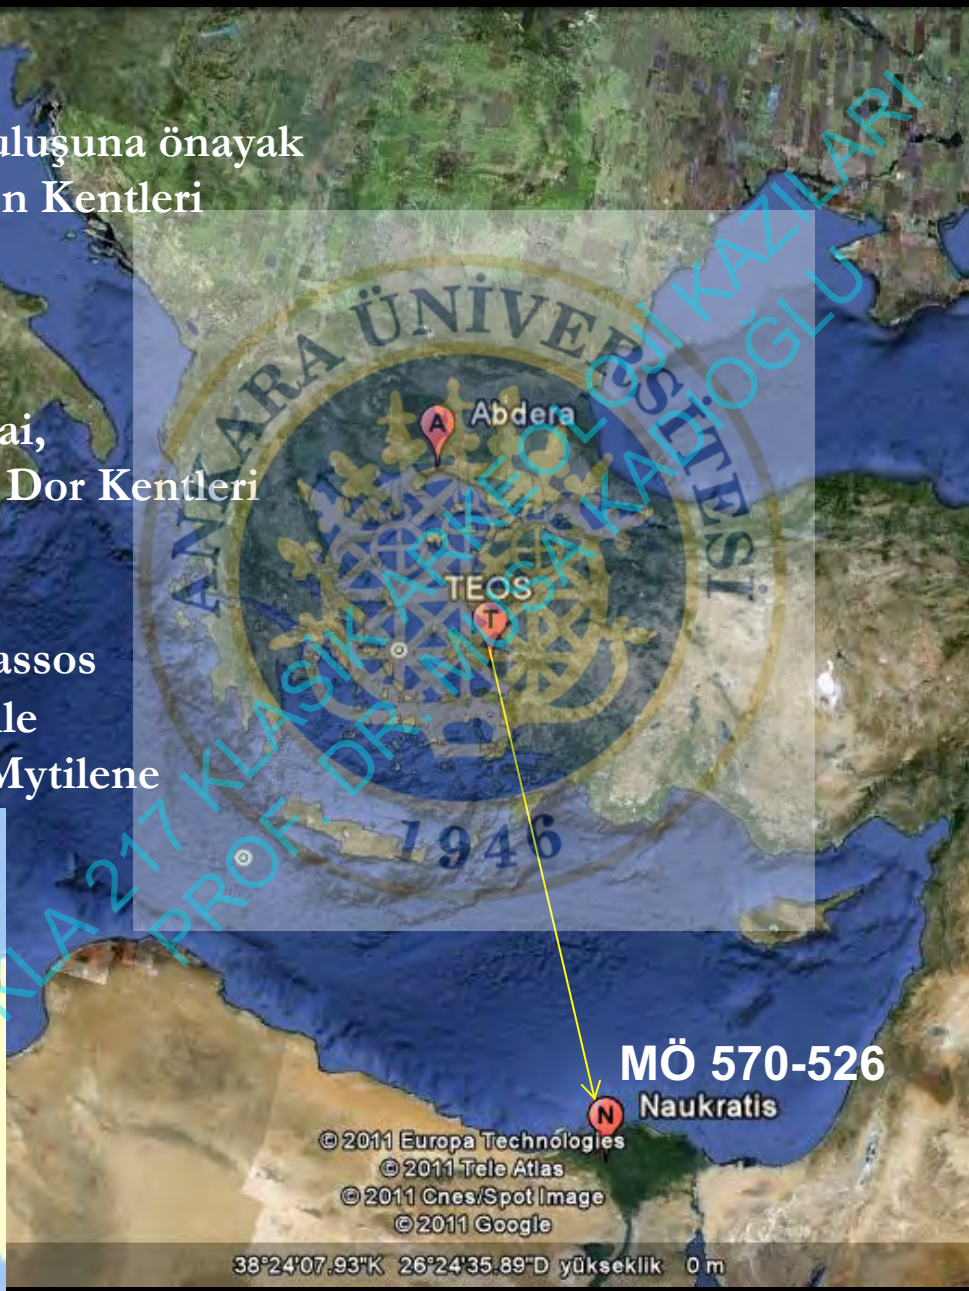 uluşuna önayak
n Kentleri
ai,
Dor Kentleri
assos
ile
Mytilene
ANKARA ÜNİVERSİTESİ
1946
KLA 217 KLASİK ARKEOLOJİ KAZILARI
PROF. DR. MUSA KADIOĞLU
A
Abdera
TEOS
T
MÖ 570-526
N
Naukratis
© 2011 Europa Technologies
© 2011 Tele Atlas
© 2011 Cnes/Spot Image
© 2011 Google
38°24'07.93"K 26°24'35.89"D yükseklik 0 m